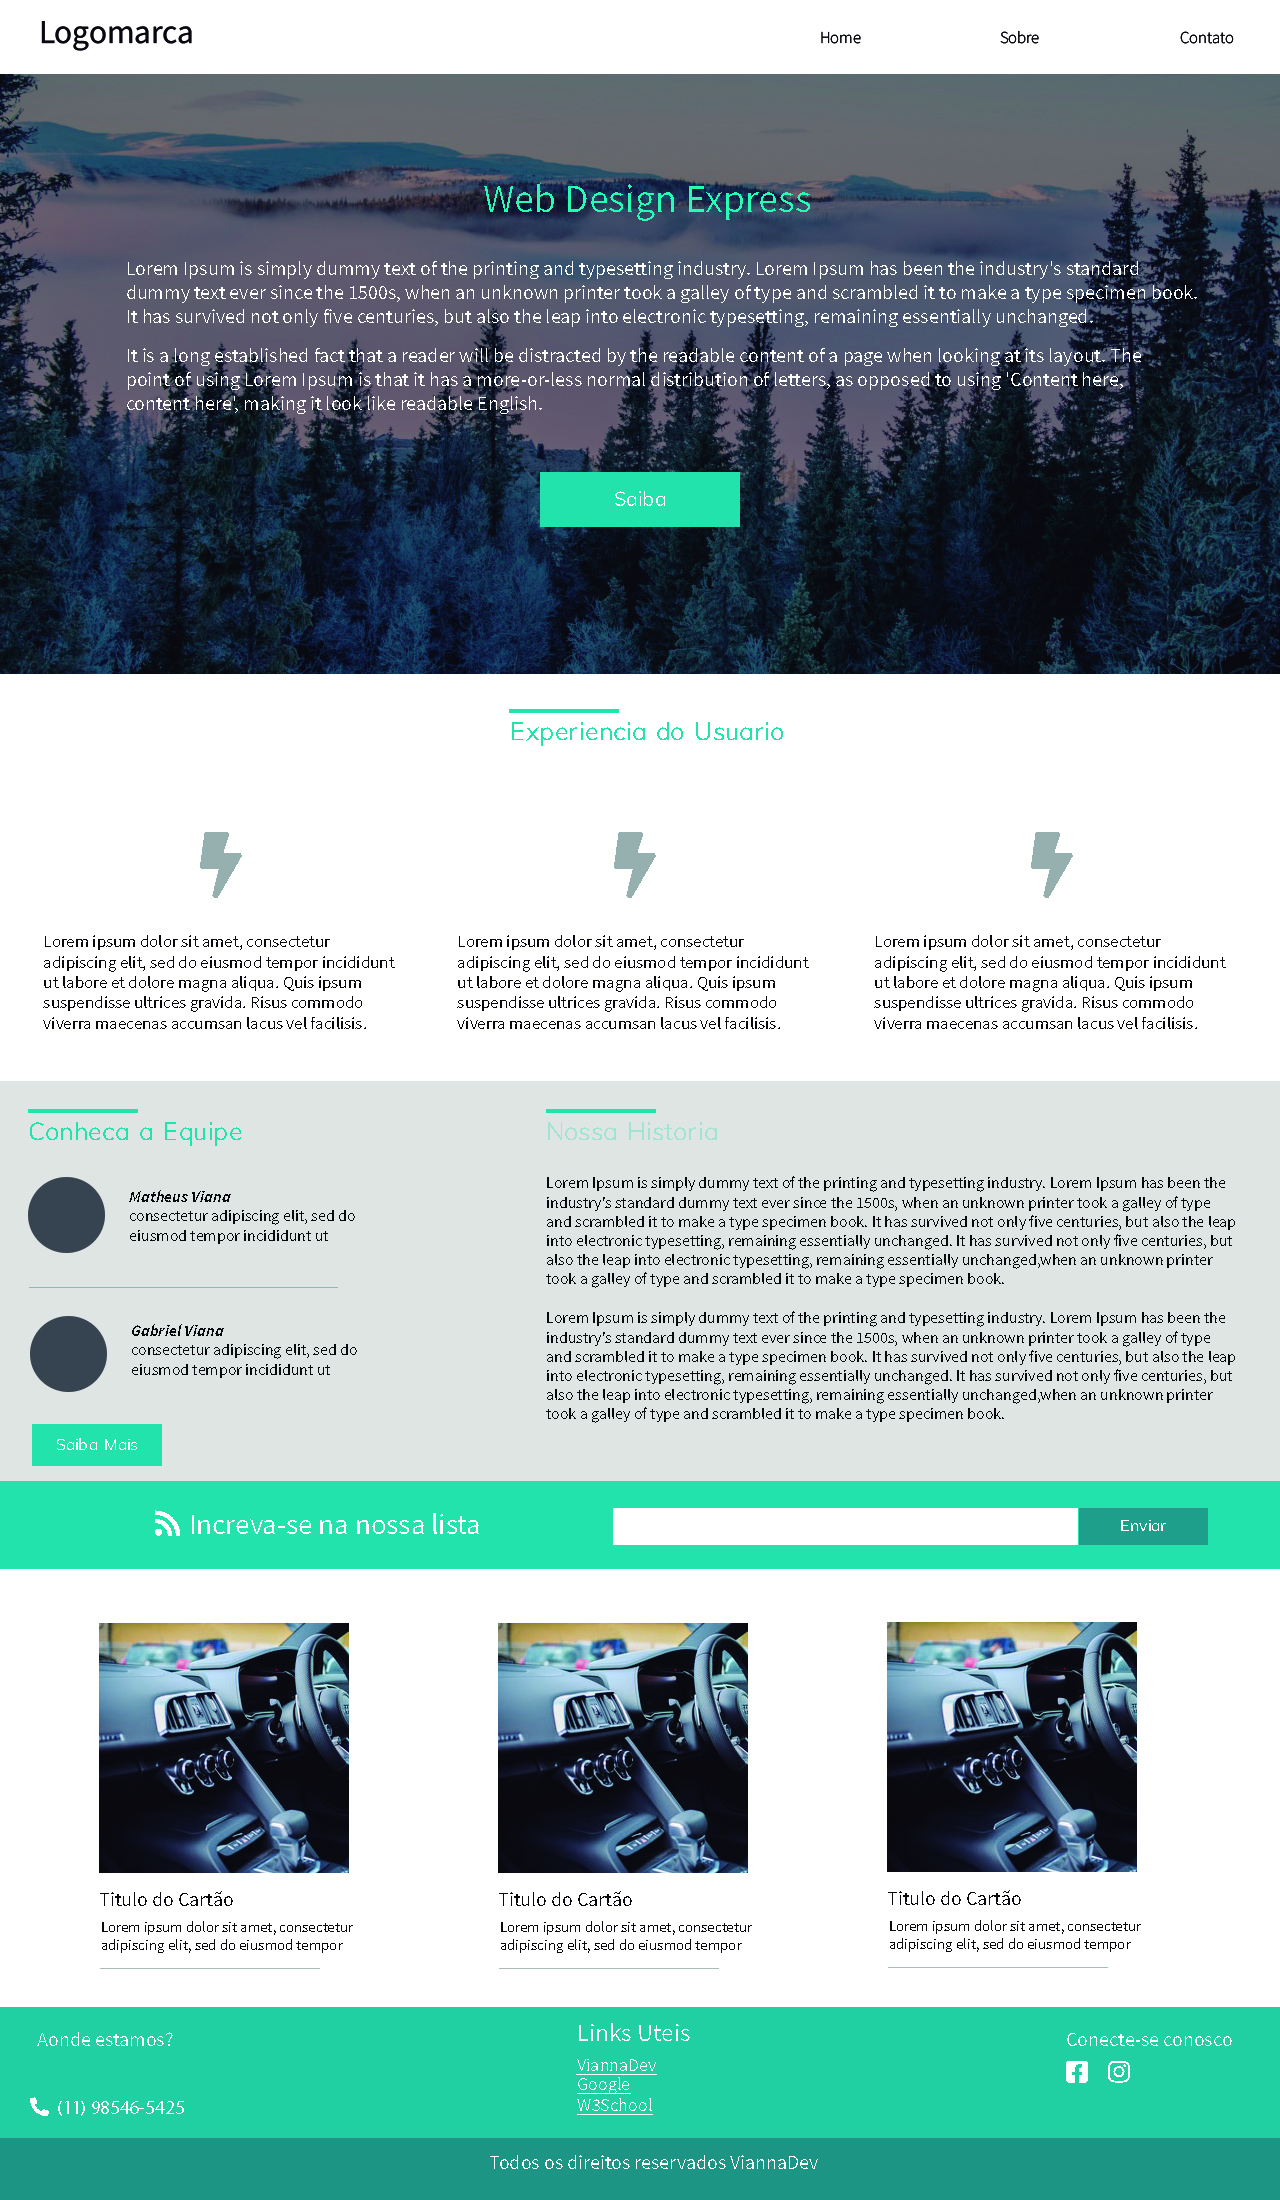 Logomarca
Home
Sobre
Contato
Web Design Express
Lorem Ipsum is simply dummy text of the printing and typesetting industry. Lorem Ipsum has been the industry's standard
dummy text ever since the 1500s, when an unknown printer took a galley of type and scrambled it to make a type specimen book.
It has survived not only five centuries, but also the leap into electronic typesetting, remaining essentially unchanged.
It is a long established fact that a reader will be distracted by the readable content of a page when looking at its layout. The
point of using Lorem Ipsum is that it has a more-or-less normal distribution of letters, as opposed to using 'Content here,
content here', making it look like readable English.
Saiba
Experiencia do Usuario
Lorem ipsum dolor sit amet, consectetur
adipiscing elit, sed do eiusmod tempor incididunt
ut labore et dolore magna aliqua. Quis ipsum
suspendisse ultrices gravida. Risus commodo
viverra maecenas accumsan lacus vel facilisis.
Lorem ipsum dolor sit amet, consectetur
adipiscing elit, sed do eiusmod tempor incididunt
ut labore et dolore magna aliqua. Quis ipsum
suspendisse ultrices gravida. Risus commodo
viverra maecenas accumsan lacus vel facilisis.
Lorem ipsum dolor sit amet, consectetur
adipiscing elit, sed do eiusmod tempor incididunt
ut labore et dolore magna aliqua. Quis ipsum
suspendisse ultrices gravida. Risus commodo
viverra maecenas accumsan lacus vel facilisis.
Conheca a Equipe
Matheus Viana
consectetur adipiscing elit, sed do
eiusmod tempor incididunt ut
Gabriel Viana
consectetur adipiscing elit, sed do
eiusmod tempor incididunt ut
Saiba Mais
Nossa Historia
Lorem Ipsum is simply dummy text of the printing and typesetting industry. Lorem Ipsum has been the
industry's standard dummy text ever since the 1500s, when an unknown printer took a galley of type
and scrambled it to make a type specimen book. It has survived not only five centuries, but also the leap
into electronic typesetting, remaining essentially unchanged. It has survived not only five centuries, but
also the leap into electronic typesetting, remaining essentially unchanged,when an unknown printer
took a galley of type and scrambled it to make a type specimen book.
Lorem Ipsum is simply dummy text of the printing and typesetting industry. Lorem Ipsum has been the
industry's standard dummy text ever since the 1500s, when an unknown printer took a galley of type
and scrambled it to make a type specimen book. It has survived not only five centuries, but also the leap
into electronic typesetting, remaining essentially unchanged. It has survived not only five centuries, but
also the leap into electronic typesetting, remaining essentially unchanged,when an unknown printer
took a galley of type and scrambled it to make a type specimen book.
Increva-se na nossa lista
Enviar
Titulo do Cartão
Lorem ipsum dolor sit amet, consectetur
adipiscing elit, sed do eiusmod tempor
Titulo do Cartão
Lorem ipsum dolor sit amet, consectetur
adipiscing elit, sed do eiusmod tempor
Titulo do Cartão
Lorem ipsum dolor sit amet, consectetur
adipiscing elit, sed do eiusmod tempor
Aonde estamos?
(11) 98546-5425
Links Uteis
ViannaDev
Google
W3School
Conecte-se conosco
Todos os direitos reservados ViannaDev